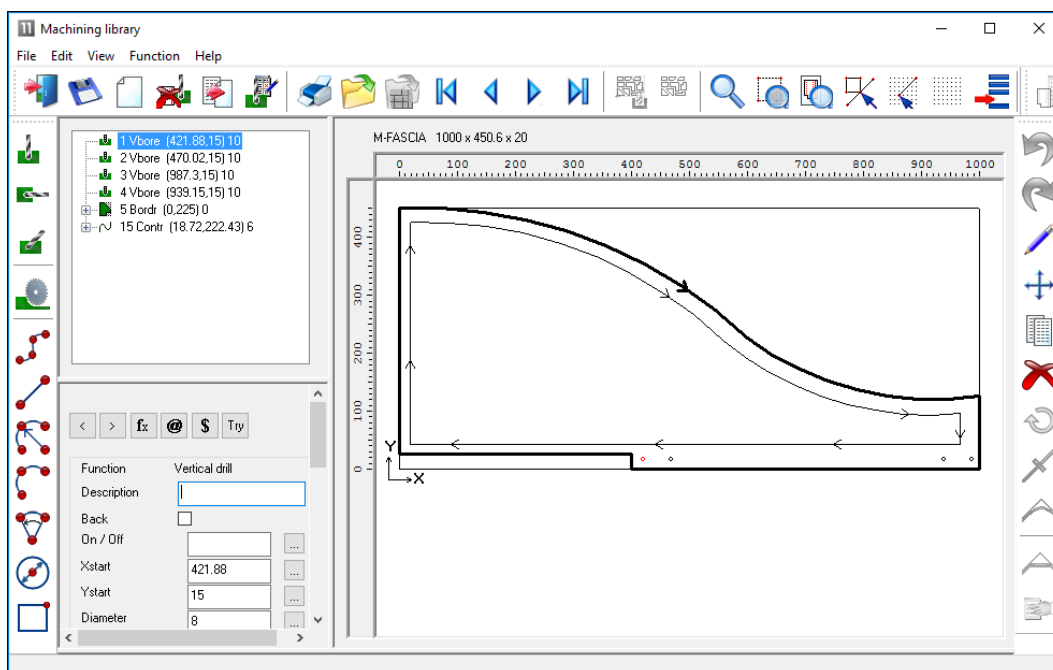 11 Machining library
File Edit View Function Help
1 Vbore (421.88,15) 10
2 Vbore (470.02,15) 10
3 Vbore (987.3,15) 10
4 Vbore (939.15,15) 10
5 Bordr (0,225) 0
15 Contr (18.72,222.43) 6
< > fx @ $ Try
Function Vertical drill
Description
Back
On / Off ...
Xstart 421.88 ...
Ystart 15 ...
Diameter 8 ...
M-FASCIA 1000 x 450.6 x 20
0 100 200 300 400 500 600 700 800 900 1000
400
300
200
100
0
Y
X